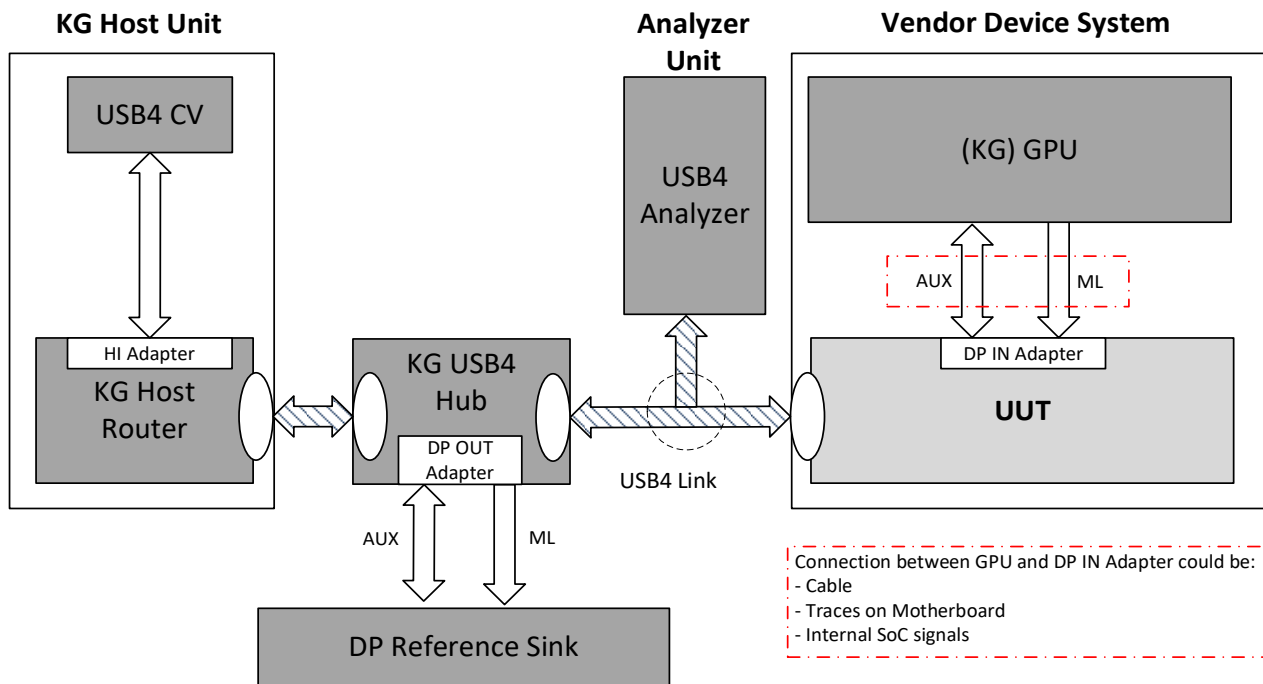 KG Host Unit
USB4 CV
HI Adapter
KG Host
Router
KG USB4
Hub
DP OUT
Adapter
AUX
ML
DP Reference Sink
Analyzer
Unit
USB4
Analyzer
USB4 Link
Vendor Device System
(KG) GPU
AUX
ML
DP IN Adapter
UUT
Connection between GPU and DP IN Adapter could be:
- Cable
- Traces on Motherboard
- Internal SoC signals